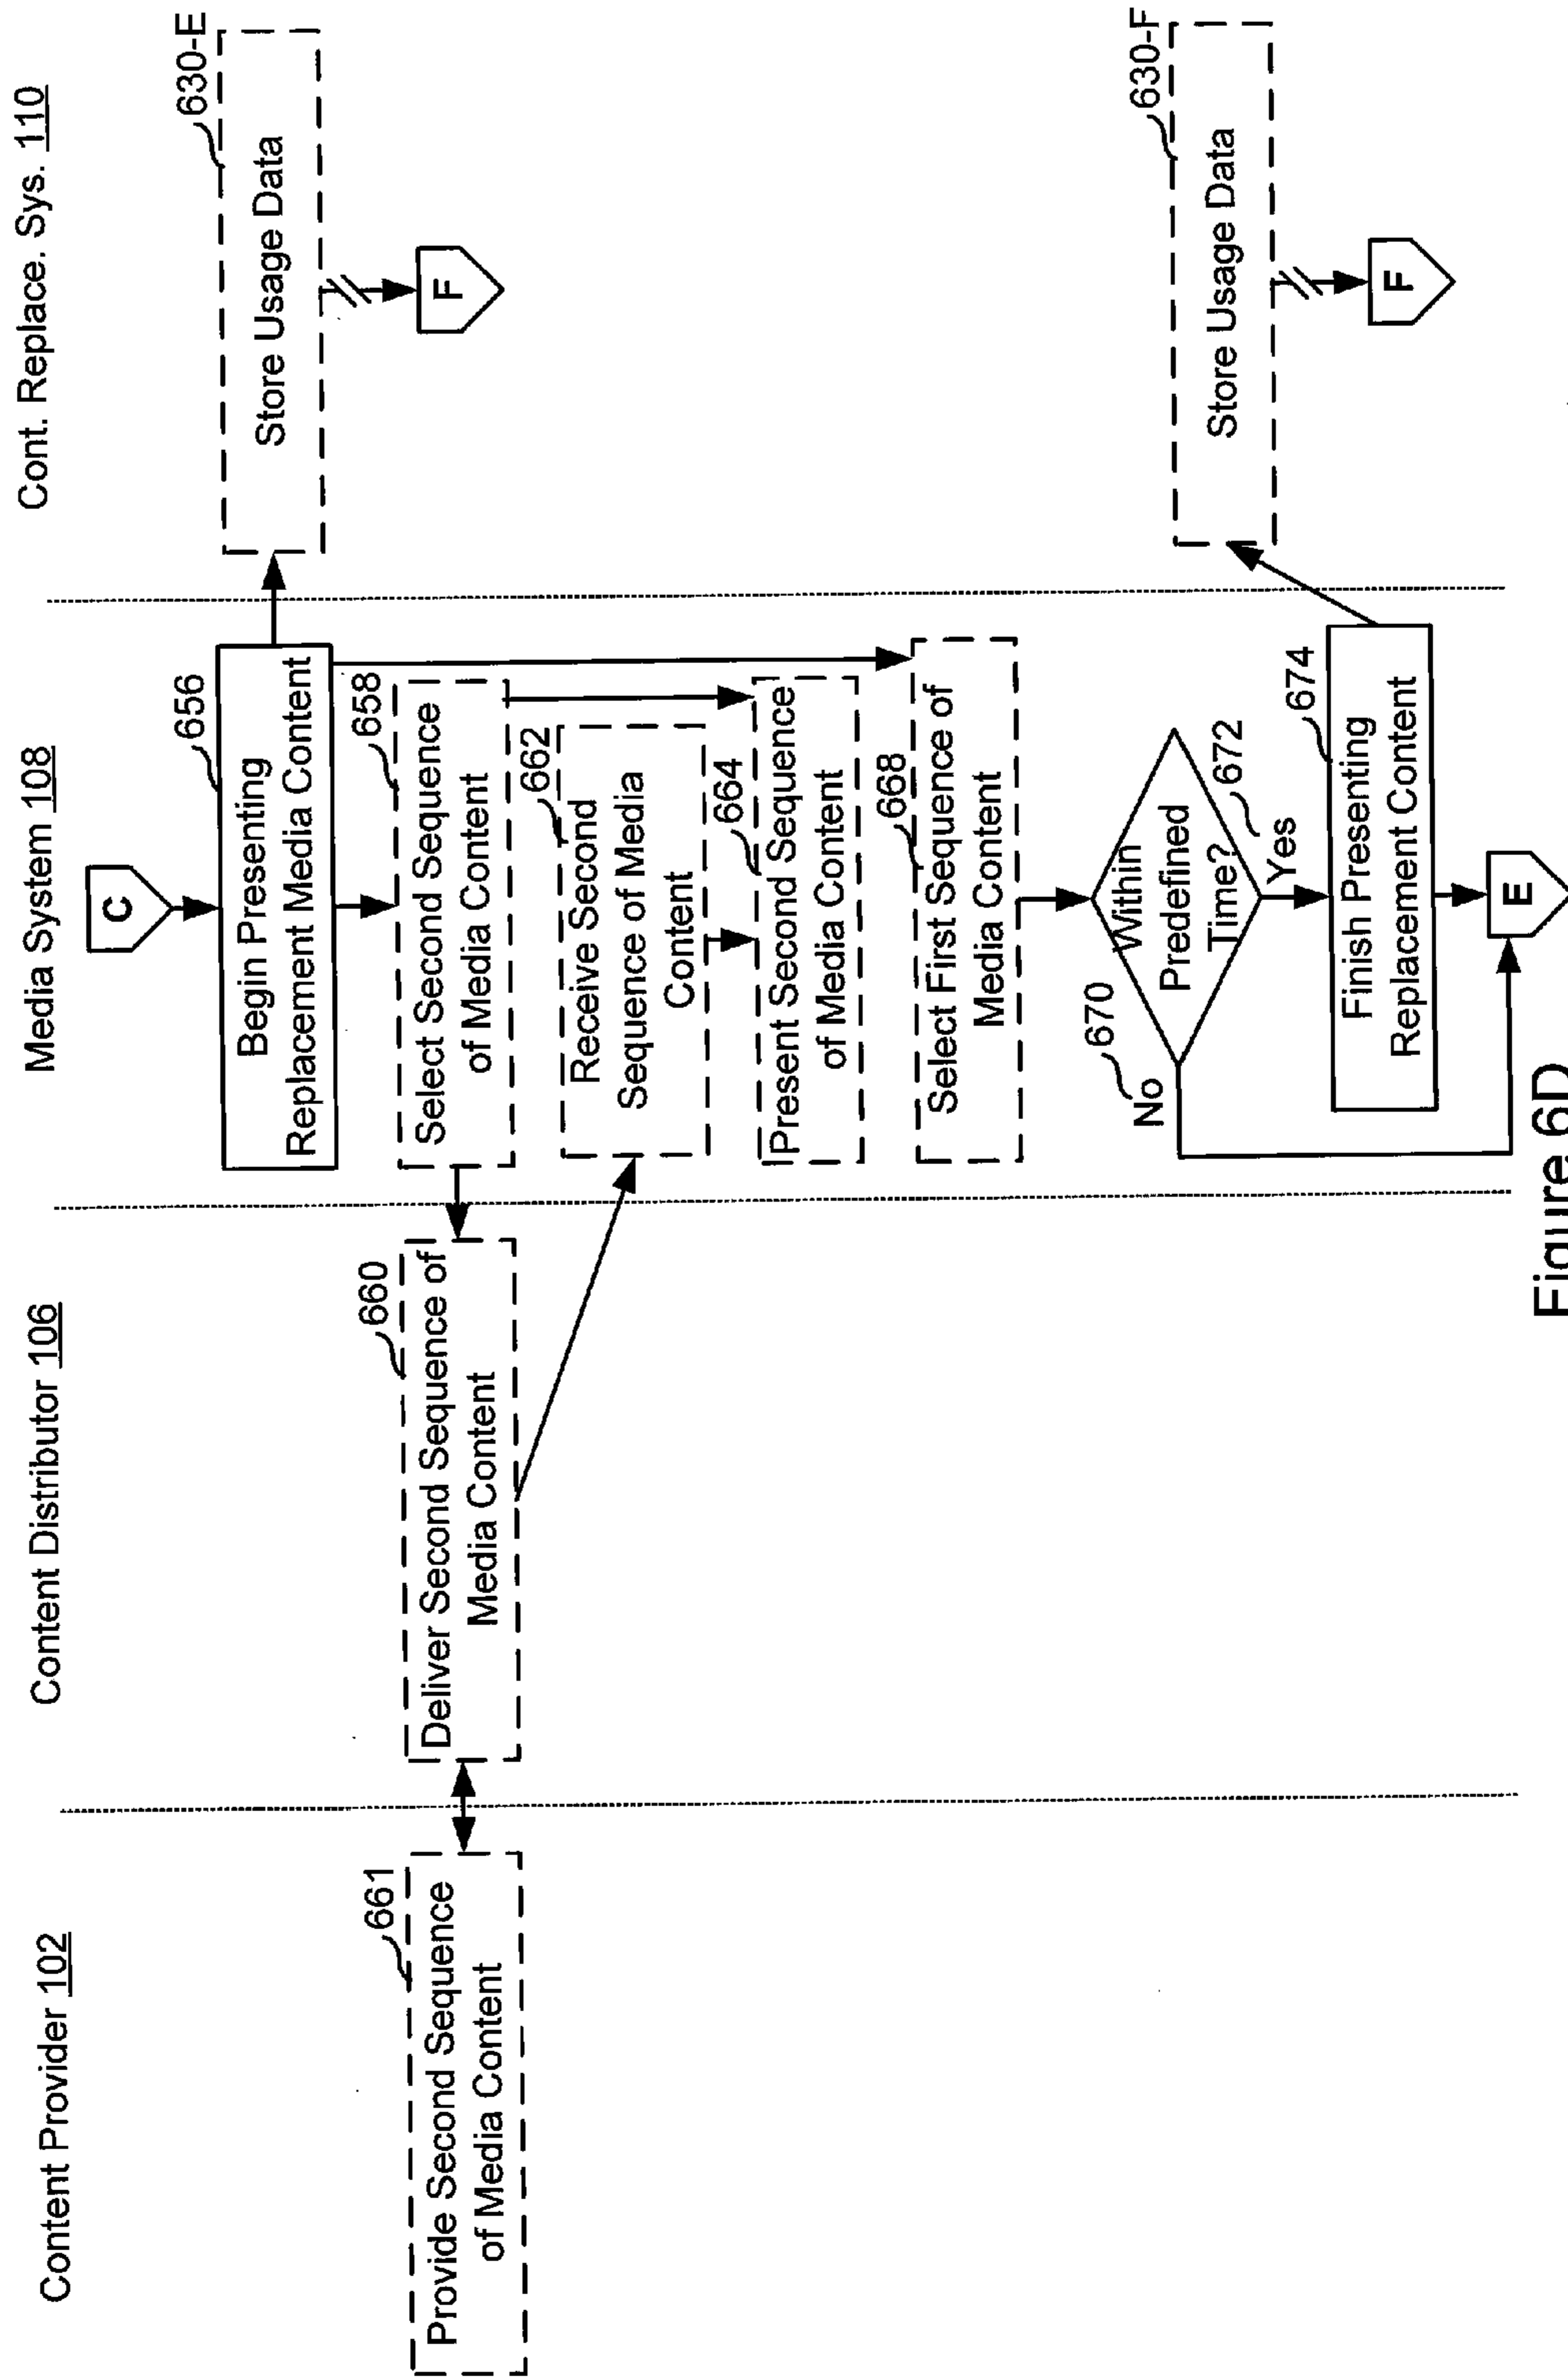 Content Provider 102
Content Distributor 106
Media System 108
Cont. Replace. Sys. 110
C
656
Begin Presenting
Replacement Media Content
630-E
Store Usage Data
F
661
Provide Second Sequence
of Media Content
660
Deliver Second Sequence of
Media Content
658
Select Second Sequence
of Media Content
662
Receive Second
Sequence of Media
Content
664
Present Second Sequence
of Media Content
668
Select First Sequence of
Media Content
670
No
Within
Predefined
Time?
672
Yes
674
Finish Presenting
Replacement Content
630-F
Store Usage Data
F
E
Figure 6D